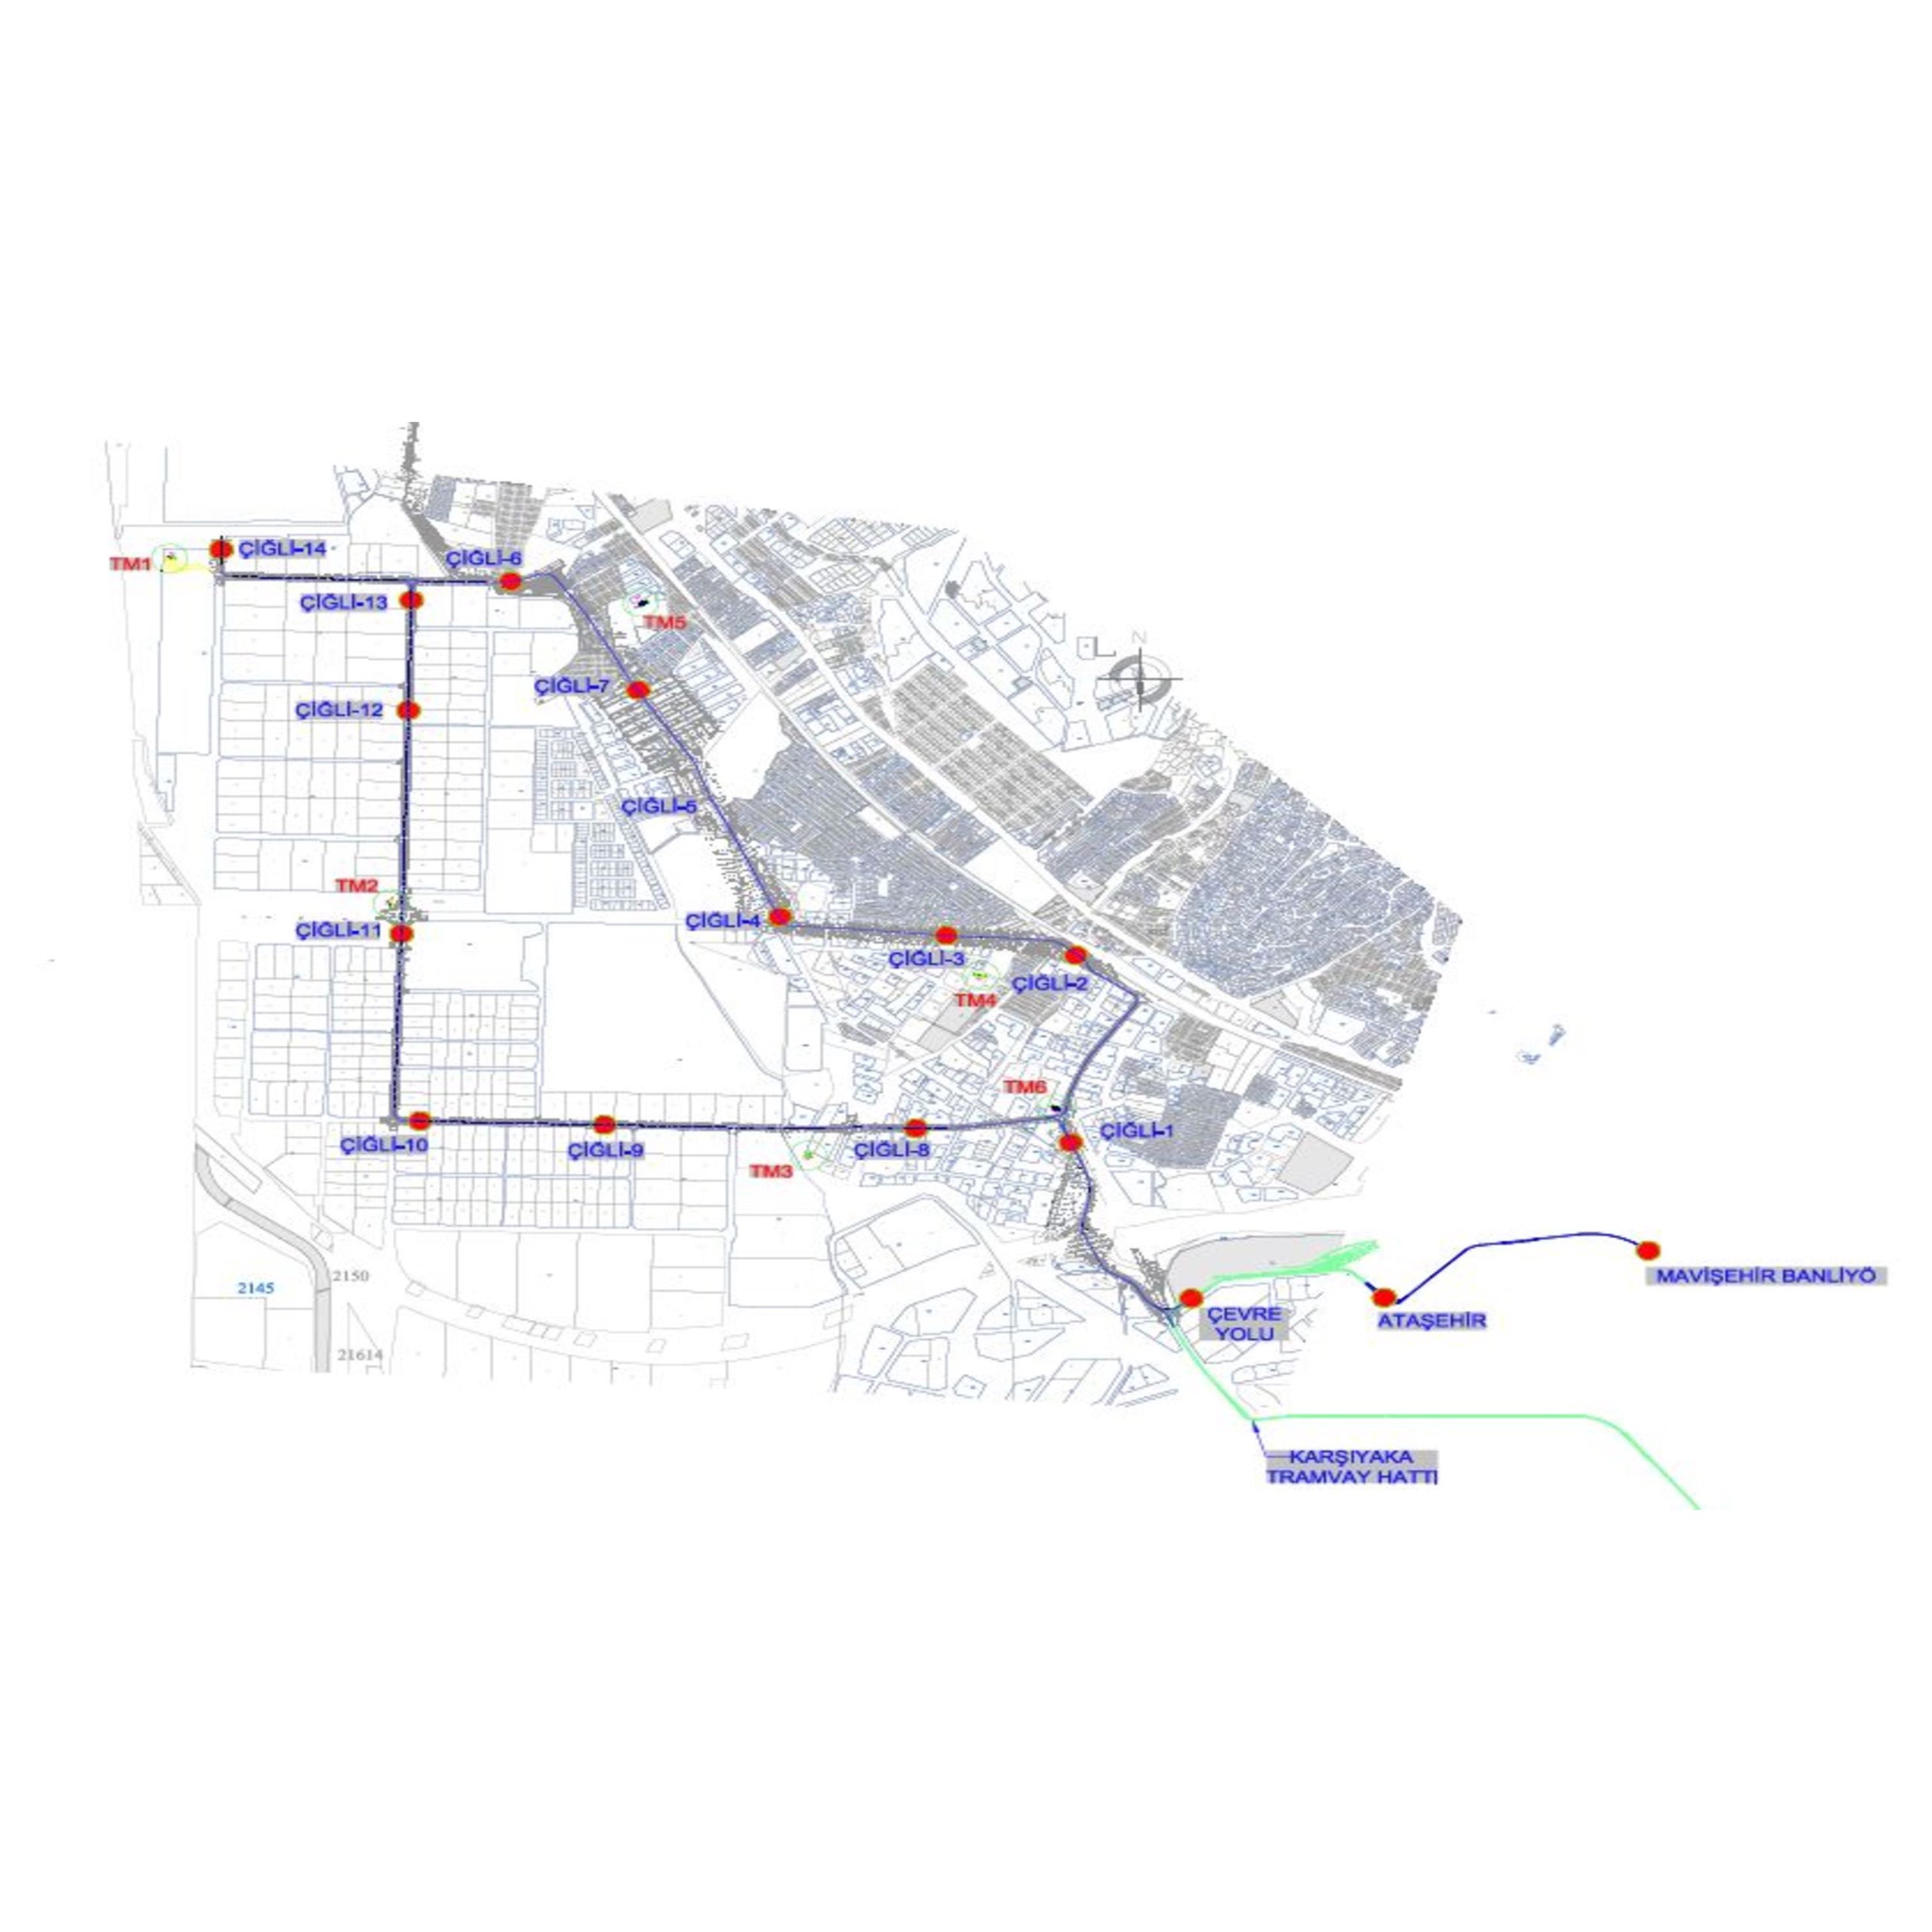 ÇİĞLİ-14
TM1
ÇİĞLİ-6
ÇİĞLİ-13
TM5
N
ÇİĞLİ-7
ÇİĞLİ-12
ÇİĞLİ-5
TM2
ÇİĞLİ-11
ÇİĞLİ-4
ÇİĞLİ-3
ÇİĞLİ-2
TM4
TM6
ÇİĞLİ-1
ÇİĞLİ-10
ÇİĞLİ-9
ÇİĞLİ-8
TM3
2150
2145
MAVİŞEHİR BANLİYÖ
ÇEVRE
YOLU
ATAŞEHİR
21614
KARŞIYAKA
TRAMVAY HATTI